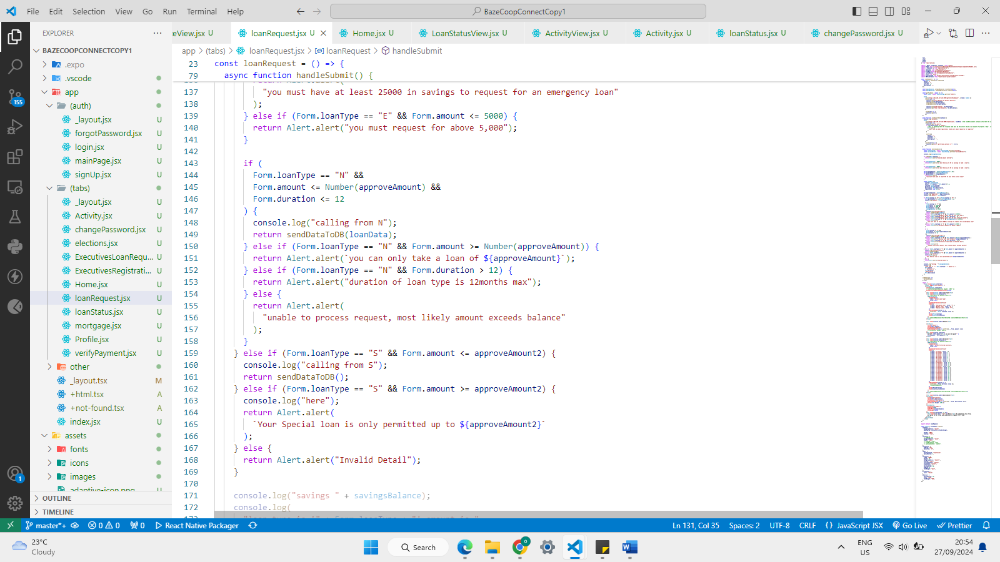 File Edit Selection View Go Run Terminal Help
BazeCoopConnectCopy1
EXPLORER
BAZECOOPCONNECTCOPY1
.expo
.vscode
app
(auth)
_layout.jsx U
forgotPassword.jsx U
login.jsx U
mainPage.jsx U
signUp.jsx U
(tabs)
_layout.jsx U
Activity.jsx U
changePassword.jsx U
elections.jsx U
ExecutivesLoanRequ... U
ExecutivesRegistrati... U
Home.jsx U
loanRequest.jsx U
loanStatus.jsx U
mortgage.jsx U
Profile.jsx U
verifyPayment.jsx U
other
_layout.tsx M
+html.tsx A
+not-found.tsx A
index.jsx U
assets
fonts
icons
images
adaptive-icon.png U
OUTLINE
TIMELINE
155
1
ceView.jsx U loanRequest.jsx U Home.jsx U LoanStatusView.jsx U ActivityView.jsx U Activity.jsx U loanStatus.jsx U changePassword.jsx U
app > (tabs) > loanRequest.jsx > loanRequest > handleSubmit
23 const loanRequest = () => {
79 async function handleSubmit() {
136 return Alert.alert(
137 "you must have at least 25000 in savings to request for an emergency loan"
138 );
139 } else if (Form.loanType == "E" && Form.amount <= 5000) {
140 return Alert.alert("you must request for above 5,000");
141 }
142
143 if (
144 Form.loanType == "N" &&
145 Form.amount <= Number(approveAmount) &&
146 Form.duration <= 12
147 ) {
148 console.log("calling from N");
149 return sendDataToDB(loanData);
150 } else if (Form.loanType == "N" && Form.amount >= Number(approveAmount)) {
151 return Alert.alert(`you can only take a loan of ${approveAmount}`);
152 } else if (Form.loanType == "N" && Form.duration > 12) {
153 return Alert.alert("duration of loan type is 12months max");
154 } else {
155 return Alert.alert(
156 "unable to process request, most likely amount exceeds balance"
157 );
158 }
159 } else if (Form.loanType == "S" && Form.amount <= approveAmount2) {
160 console.log("calling from S");
161 return sendDataToDB();
162 } else if (Form.loanType == "S" && Form.amount >= approveAmount2) {
163 console.log("here");
164 return Alert.alert(
165 `Your Special loan is only permitted up to ${approveAmount2}`
166 );
167 } else {
168 return Alert.alert("Invalid Detail");
169 }
170
171 console.log("savings " + savingsBalance);
172 console.log(
master*+ 0 0 0 React Native Packager Ln 131, Col 35 Spaces: 2 UTF-8 CRLF {} JavaScript JSX Go Live Prettier
23°C
Cloudy
Search
ENG
US
20:54
27/09/2024